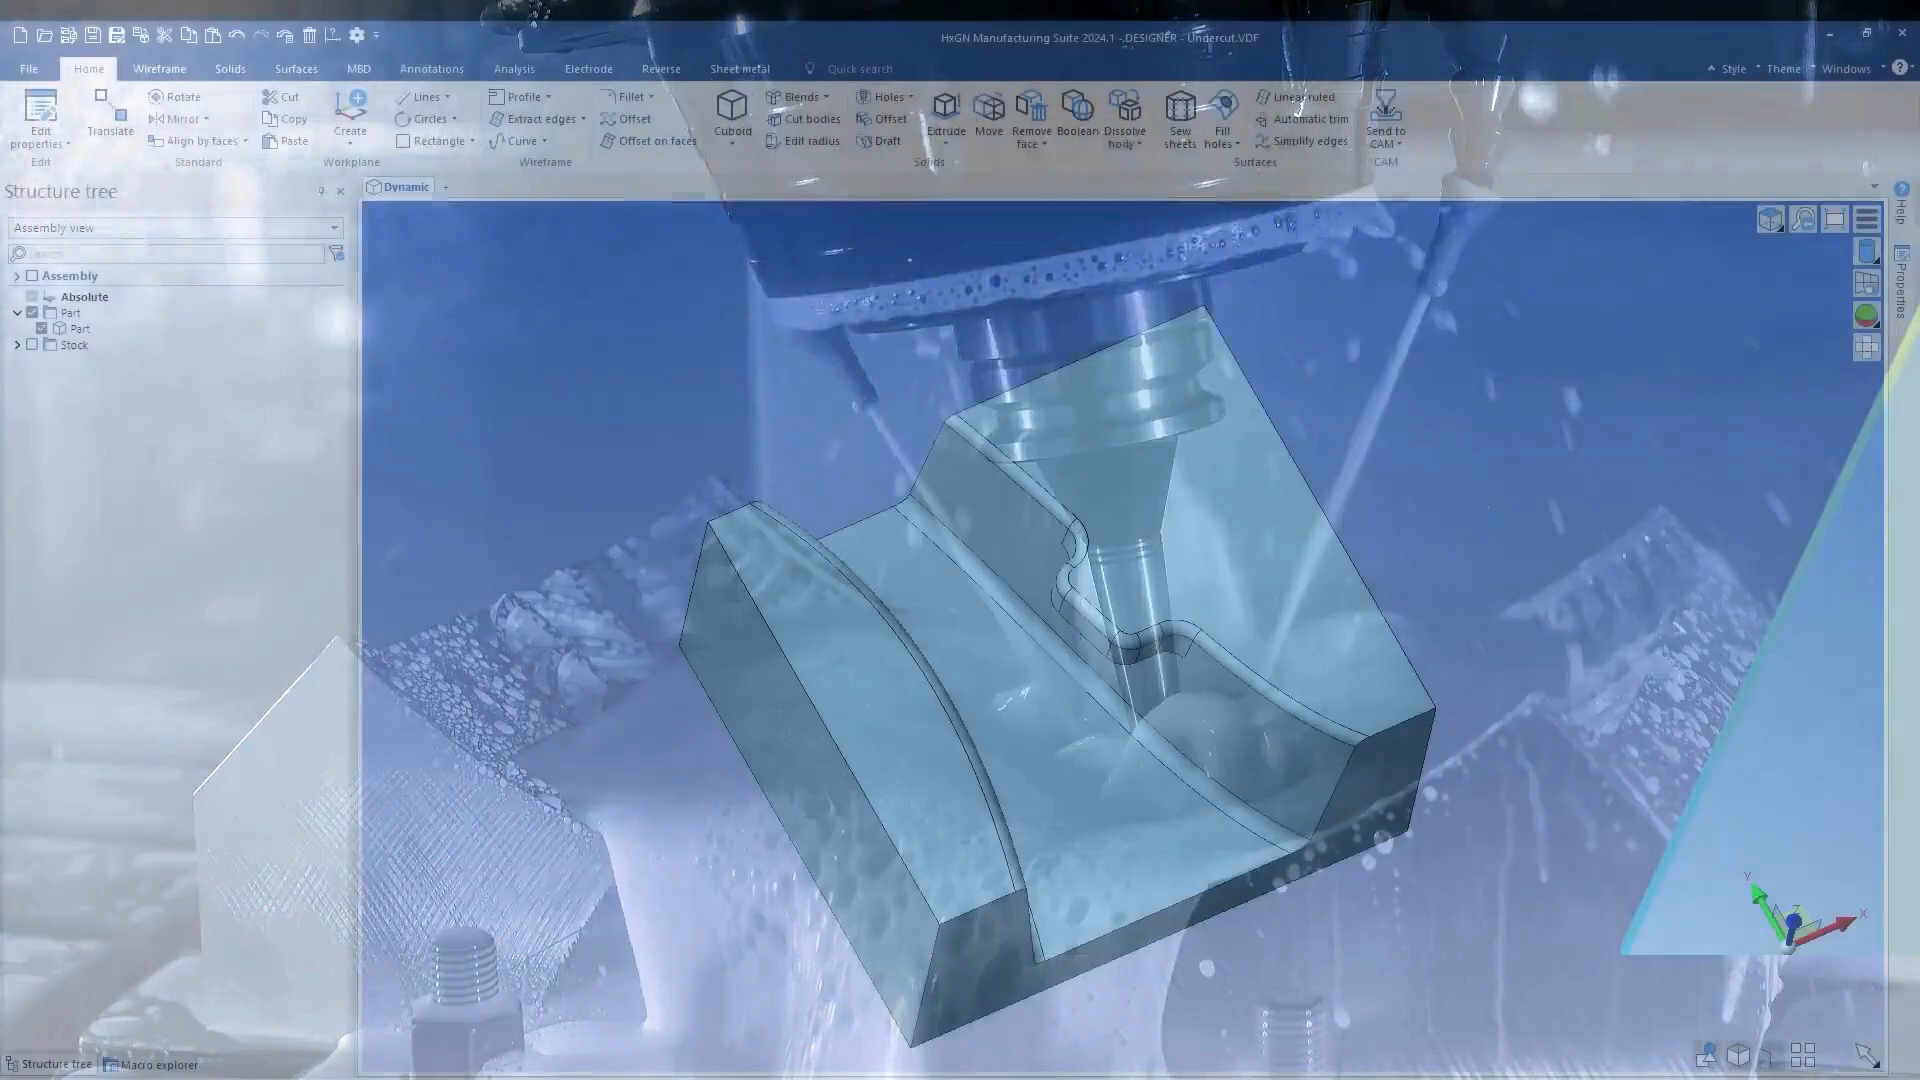 HxGN Manufacturing Suite 2024.1 - DESIGNER - Undercut.VDF
File Home Wireframe Solids Surfaces MBD Annotations Analysis Electrode Reverse Sheet metal Quick search Style Theme Windows
Edit properties
Edit
Translate
Rotate
Mirror
Align by faces
Standard
Cut
Copy
Paste
Create
Workplane
Lines
Circles
Rectangle
Profile
Extract edges
Curve
Fillet
Offset
Offset on faces
Wireframe
Cuboid
Blends
Cut bodies
Edit radius
Holes
Offset
Draft
Extrude
Move
Remove face
Boolean
Dissolve body
Solids
Sew sheets
Fill holes
Linear ruled
Automatic trim
Simplify edges
Surfaces
Send to CAM
CAM
Structure tree
Dynamic
Assembly view
Assembly
Absolute
Part
Part
Stock
Help
Properties
Y
Z
X
Structure tree
Macro explorer